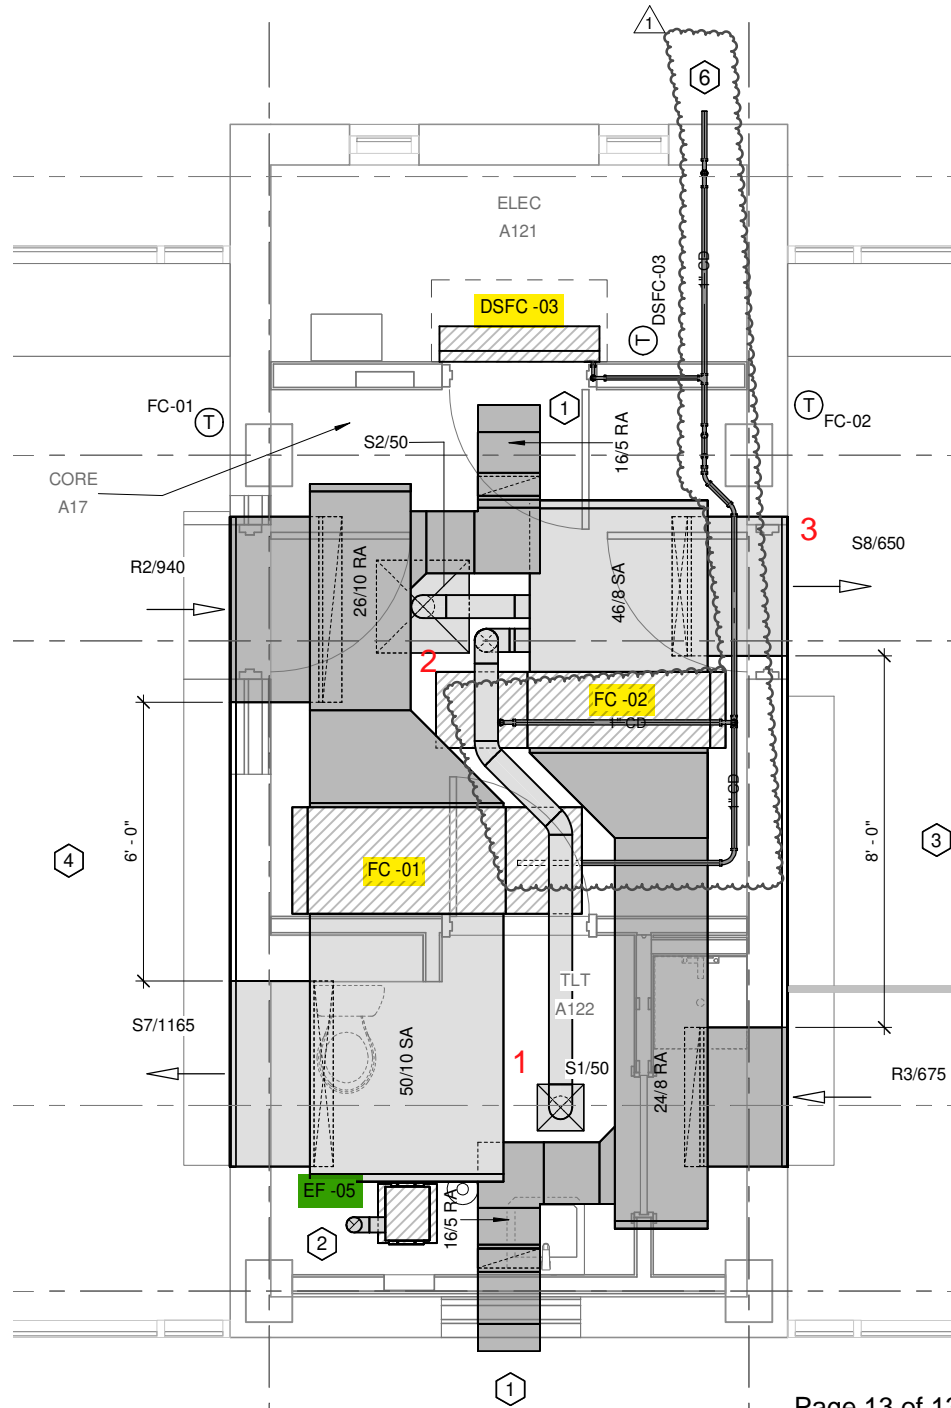 1
6
ELEC
A121
DSFC-03
1" CD
DSFC -03
T
FC-01
T
1
T
FC-02
S2/50
16/5 RA
CORE
A17
3
S8/650
R2/940
26/10 RA
46/8 SA
2
FC -02
1" CD
1" CD
4
6' - 0"
FC -01
8' - 0"
3
TLT
A122
S7/1165
50/10 SA
1
S1/50
24/8 RA
R3/675
EF -05
16/5 RA
2
1
Page 13 of 13